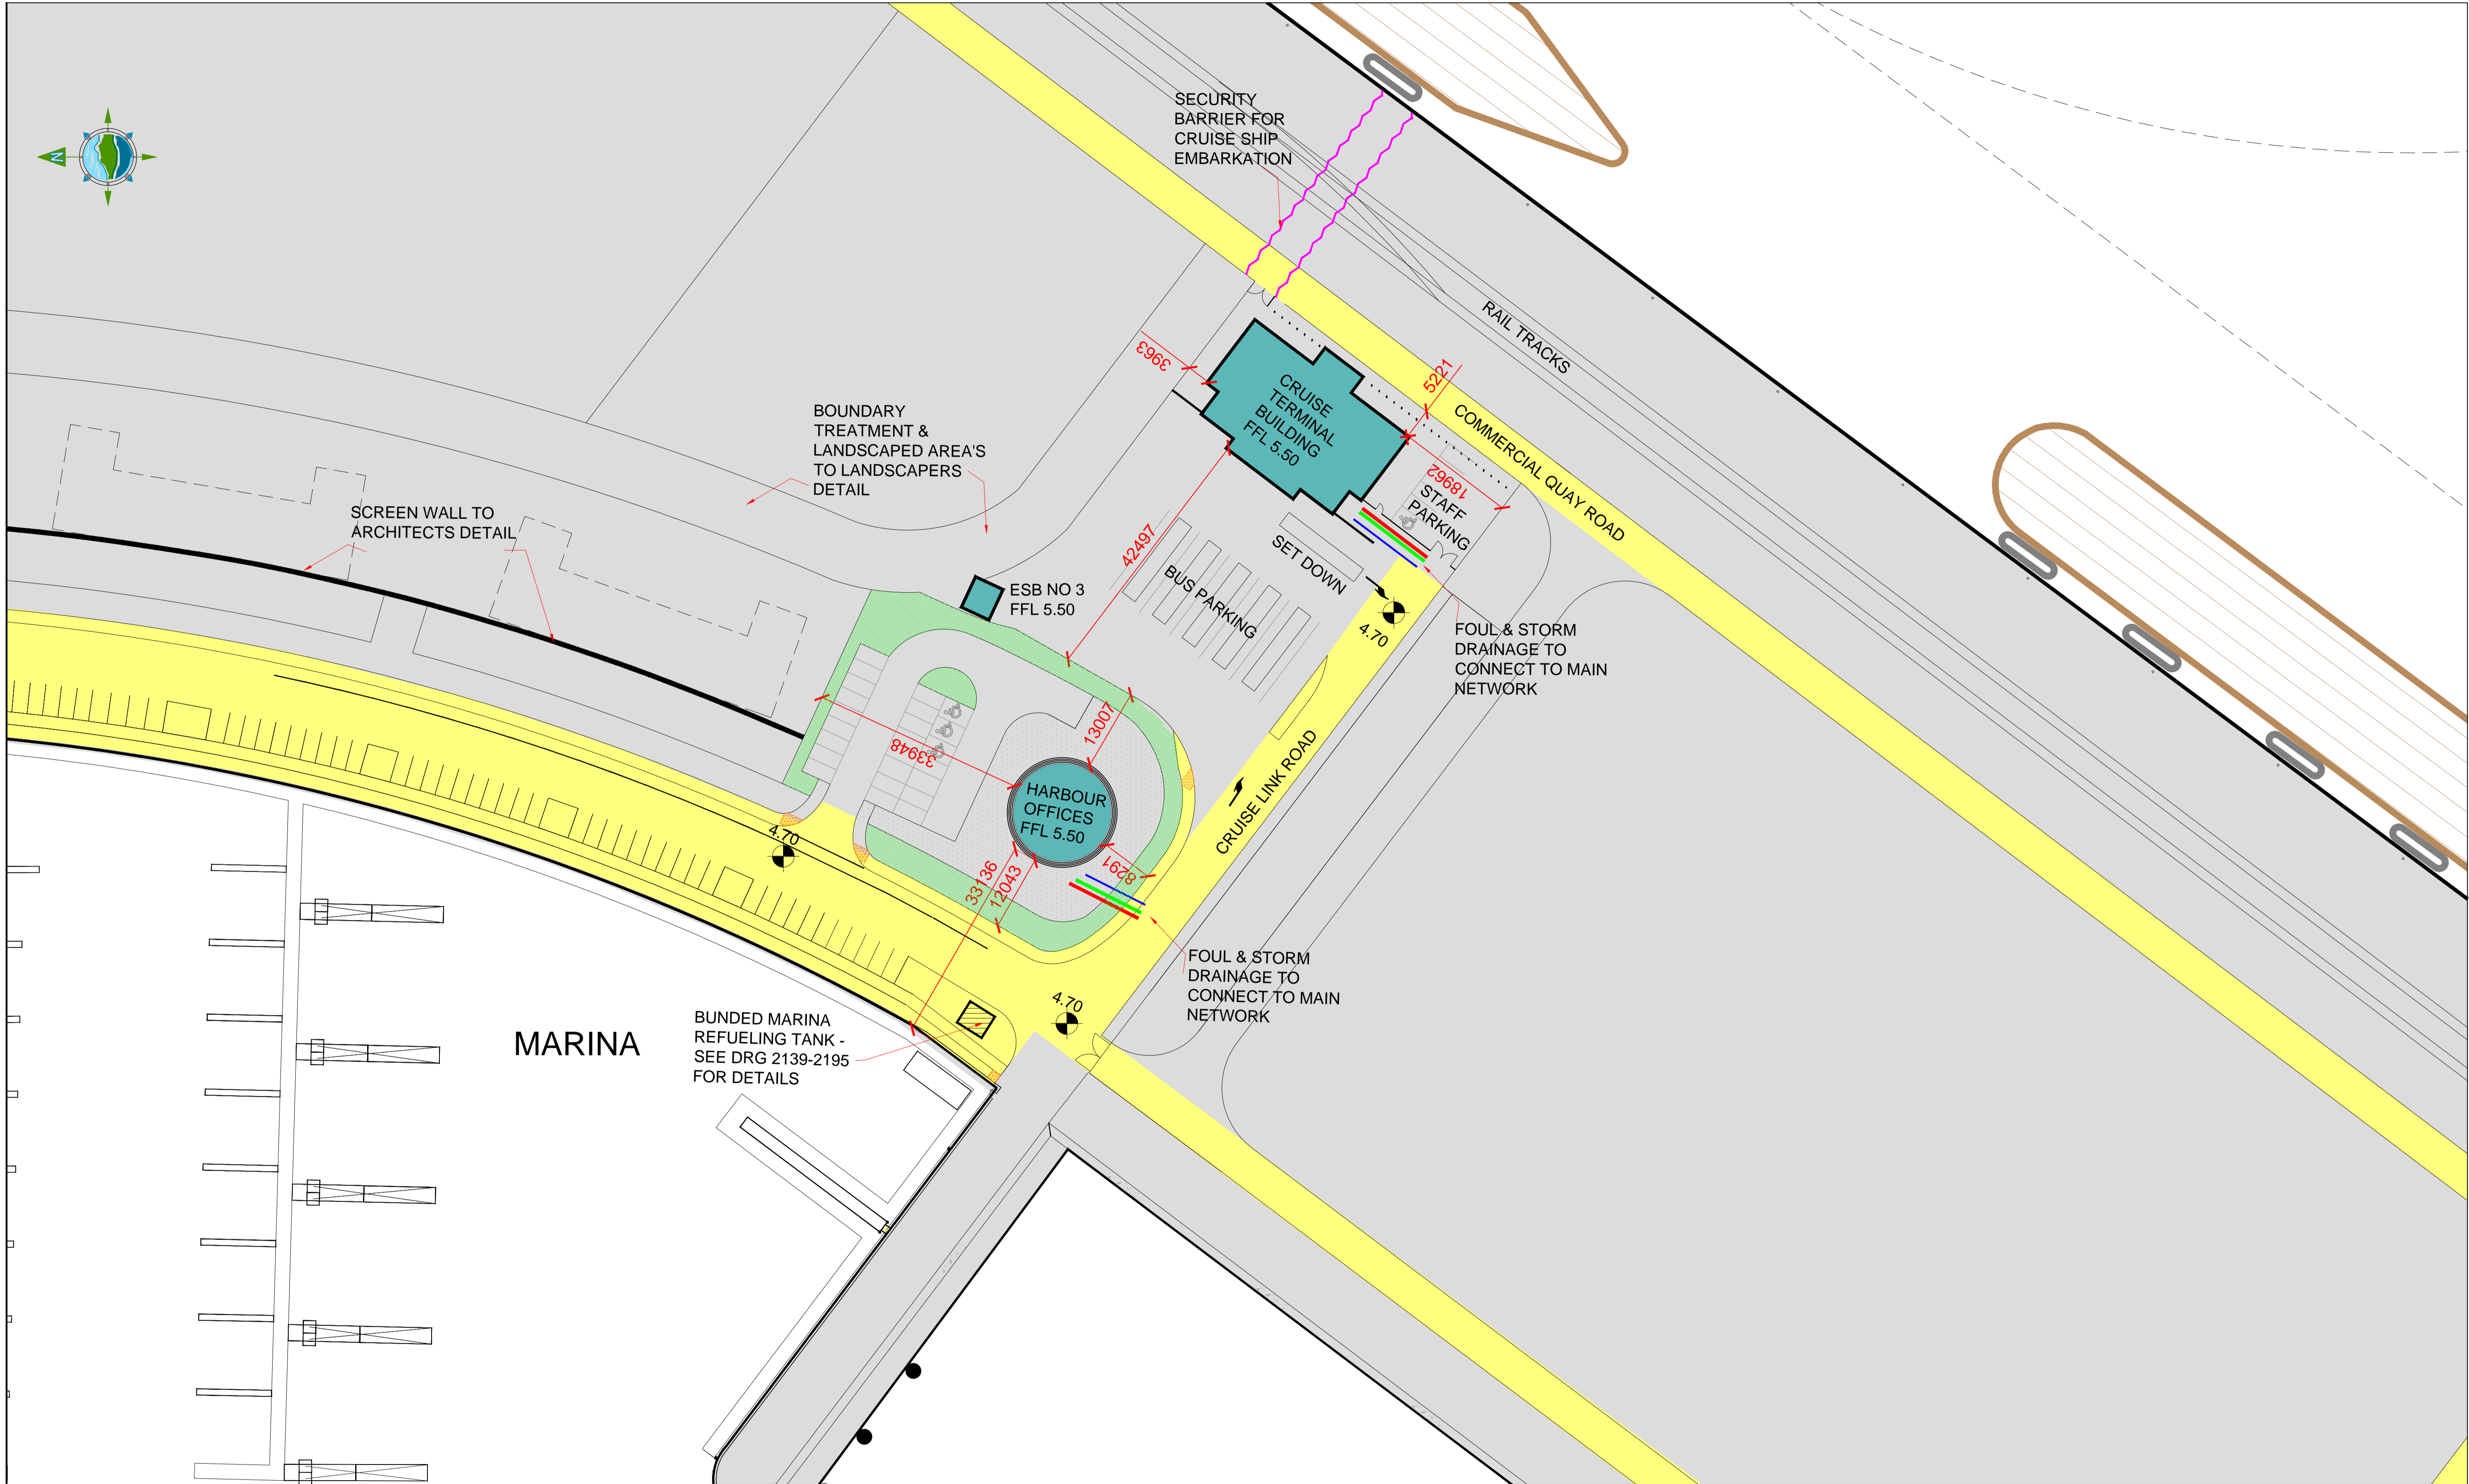 SECURITY
BARRIER FOR
CRUISE SHIP
EMBARKATION
N
RAIL TRACKS
3963
5221
CRUISE
TERMINAL
BUILDING
FFL 5.50
COMMERCIAL QUAY ROAD
BOUNDARY
TREATMENT &
LANDSCAPED AREA'S
TO LANDSCAPERS
DETAIL
18962
STAFF
PARKING
SCREEN WALL TO
ARCHITECTS DETAIL
42497
SET DOWN
BUS PARKING
ESB NO 3
FFL 5.50
4.70
FOUL & STORM
DRAINAGE TO
CONNECT TO MAIN
NETWORK
13007
33948
CRUISE LINK ROAD
HARBOUR
OFFICES
FFL 5.50
4.70
33136
12043
8291
FOUL & STORM
DRAINAGE TO
CONNECT TO MAIN
NETWORK
4.70
BUNDED MARINA
REFUELING TANK -
SEE DRG 2139-2195
FOR DETAILS
MARINA